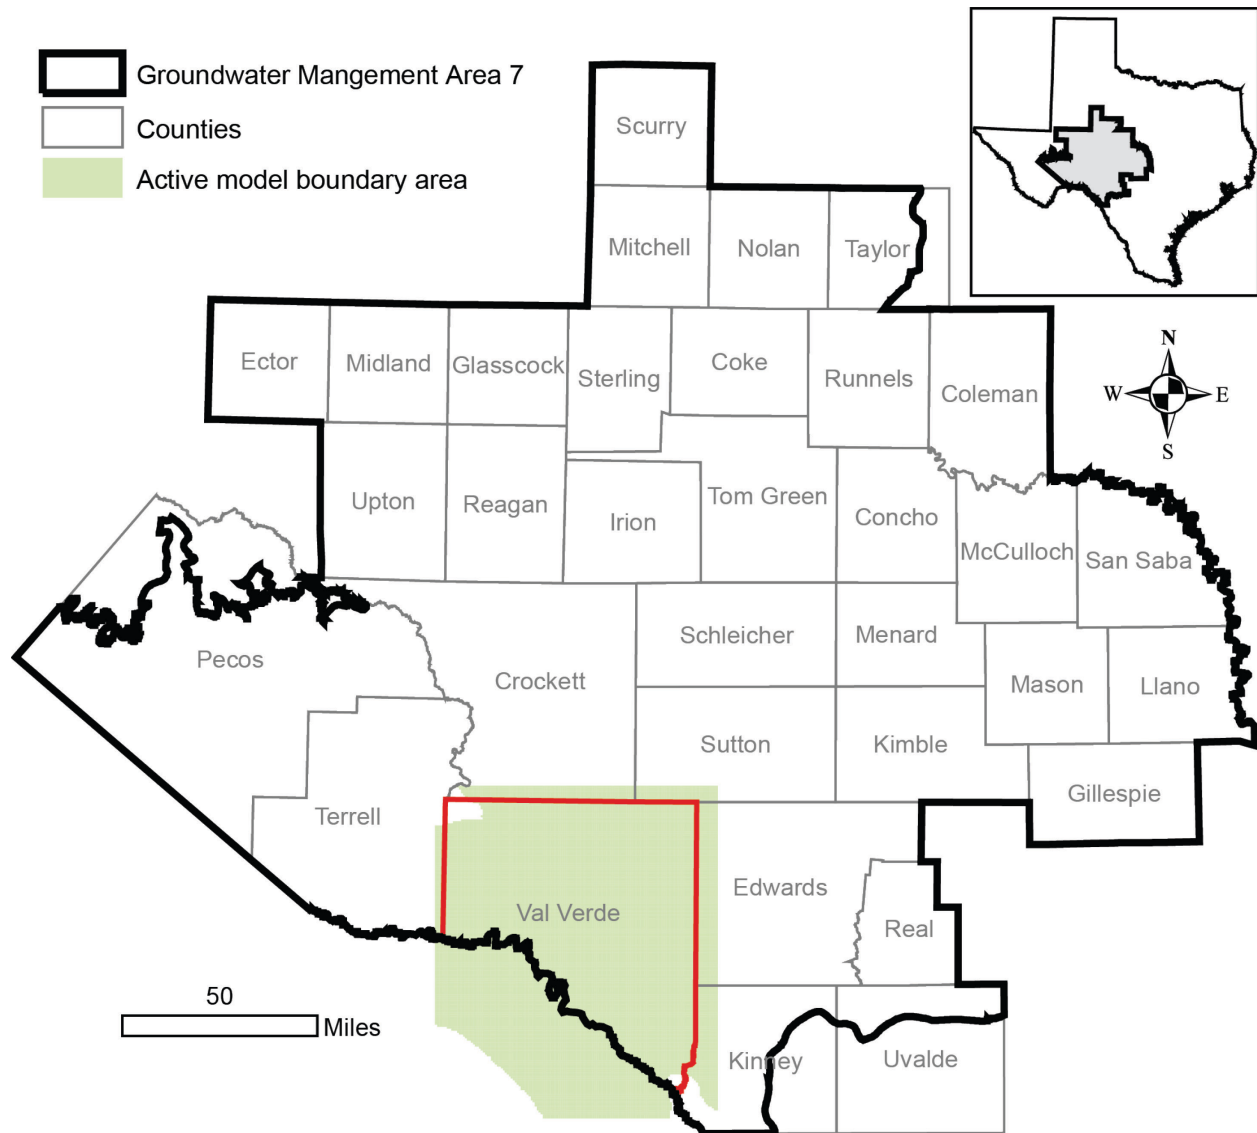 Groundwater Mangement Area 7
Counties
Active model boundary area
Scurry
Mitchell
Nolan
Taylor
Ector
Midland
Glasscock
Sterling
Coke
Runnels
Coleman
N
W
E
S
Upton
Reagan
Irion
Tom Green
Concho
McCulloch
San Saba
Pecos
Crockett
Schleicher
Menard
Mason
Llano
Sutton
Kimble
Gillespie
Terrell
Val Verde
Edwards
Real
50
Miles
Kinney
Uvalde